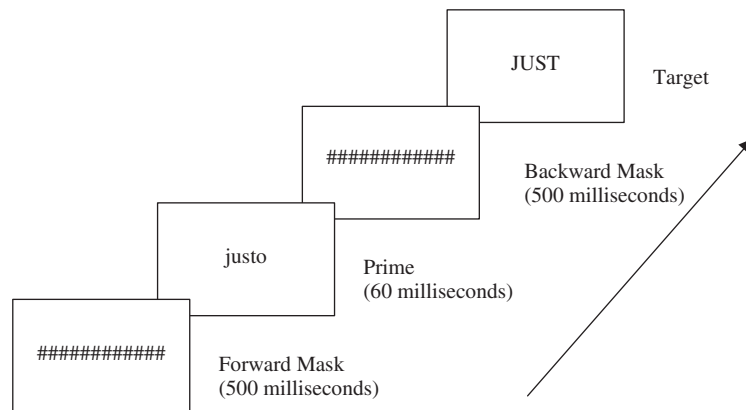 JUST
Target
############
Backward Mask
(500 milliseconds)
justo
Prime
(60 milliseconds)
############
Forward Mask
(500 milliseconds)